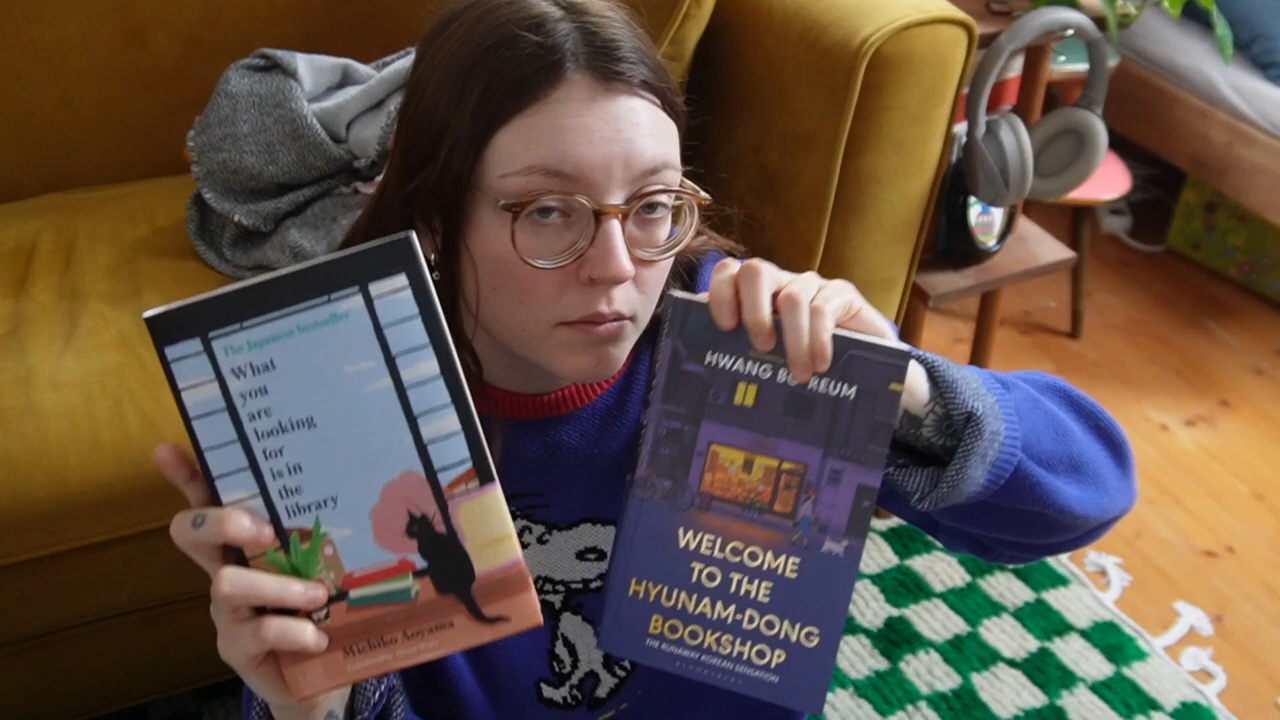 The Japanese bestseller
What
you
are
looking
for
is in
the
library
Michiko Aoyama
HWANG BO-REUM
WELCOME
TO THE
HYUNAM-DONG
BOOKSHOP
THE RUNAWAY KOREAN SENSATION
BLOOMSBURY